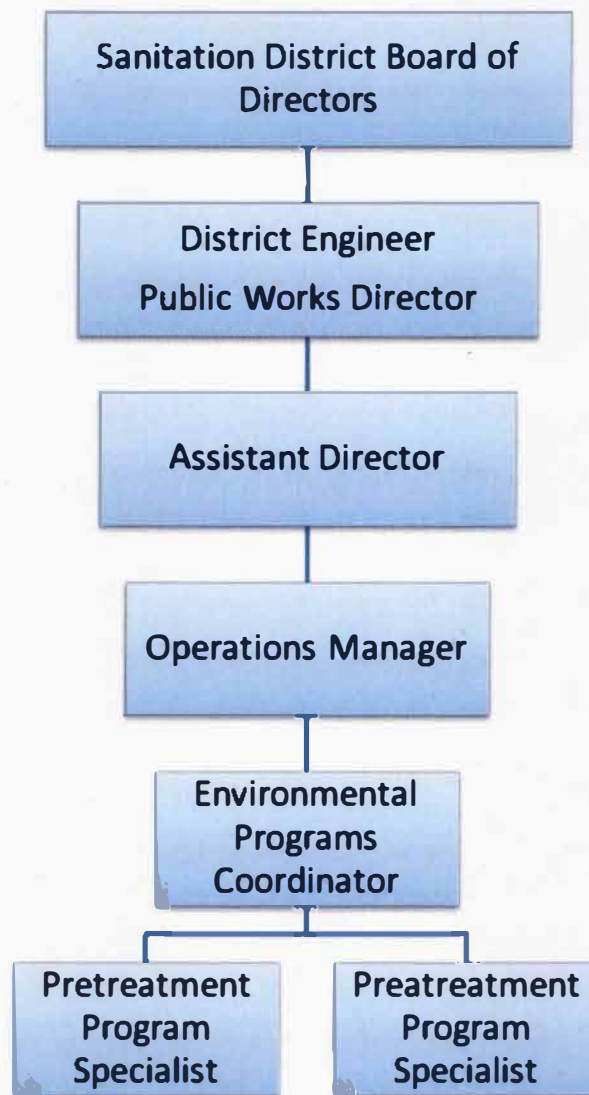 Sanitation District Board of
Directors
District Engineer
Public Works Director
Assistant Director
Operations Manager
Environmental
Programs
Coordinator
Pretreatment
Program
Specialist
Preatreatment
Program
Specialist